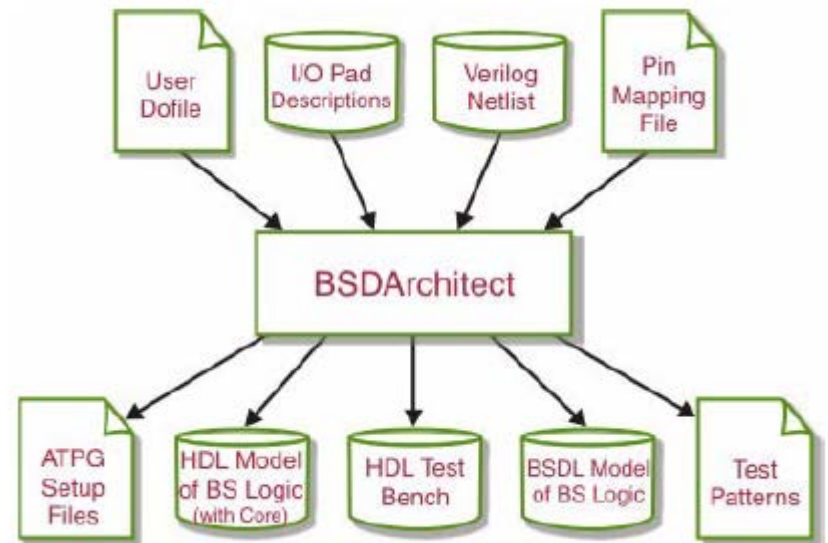 User
Dofile
I/O Pad
Descriptions
Verilog
Netlist
Pin
Mapping
File
BSDArchitect
ATPG
Setup
Files
HDL Model
of BS Logic
(with Core)
HDL Test
Bench
BSDL Model
of BS Logic
Test
Patterns